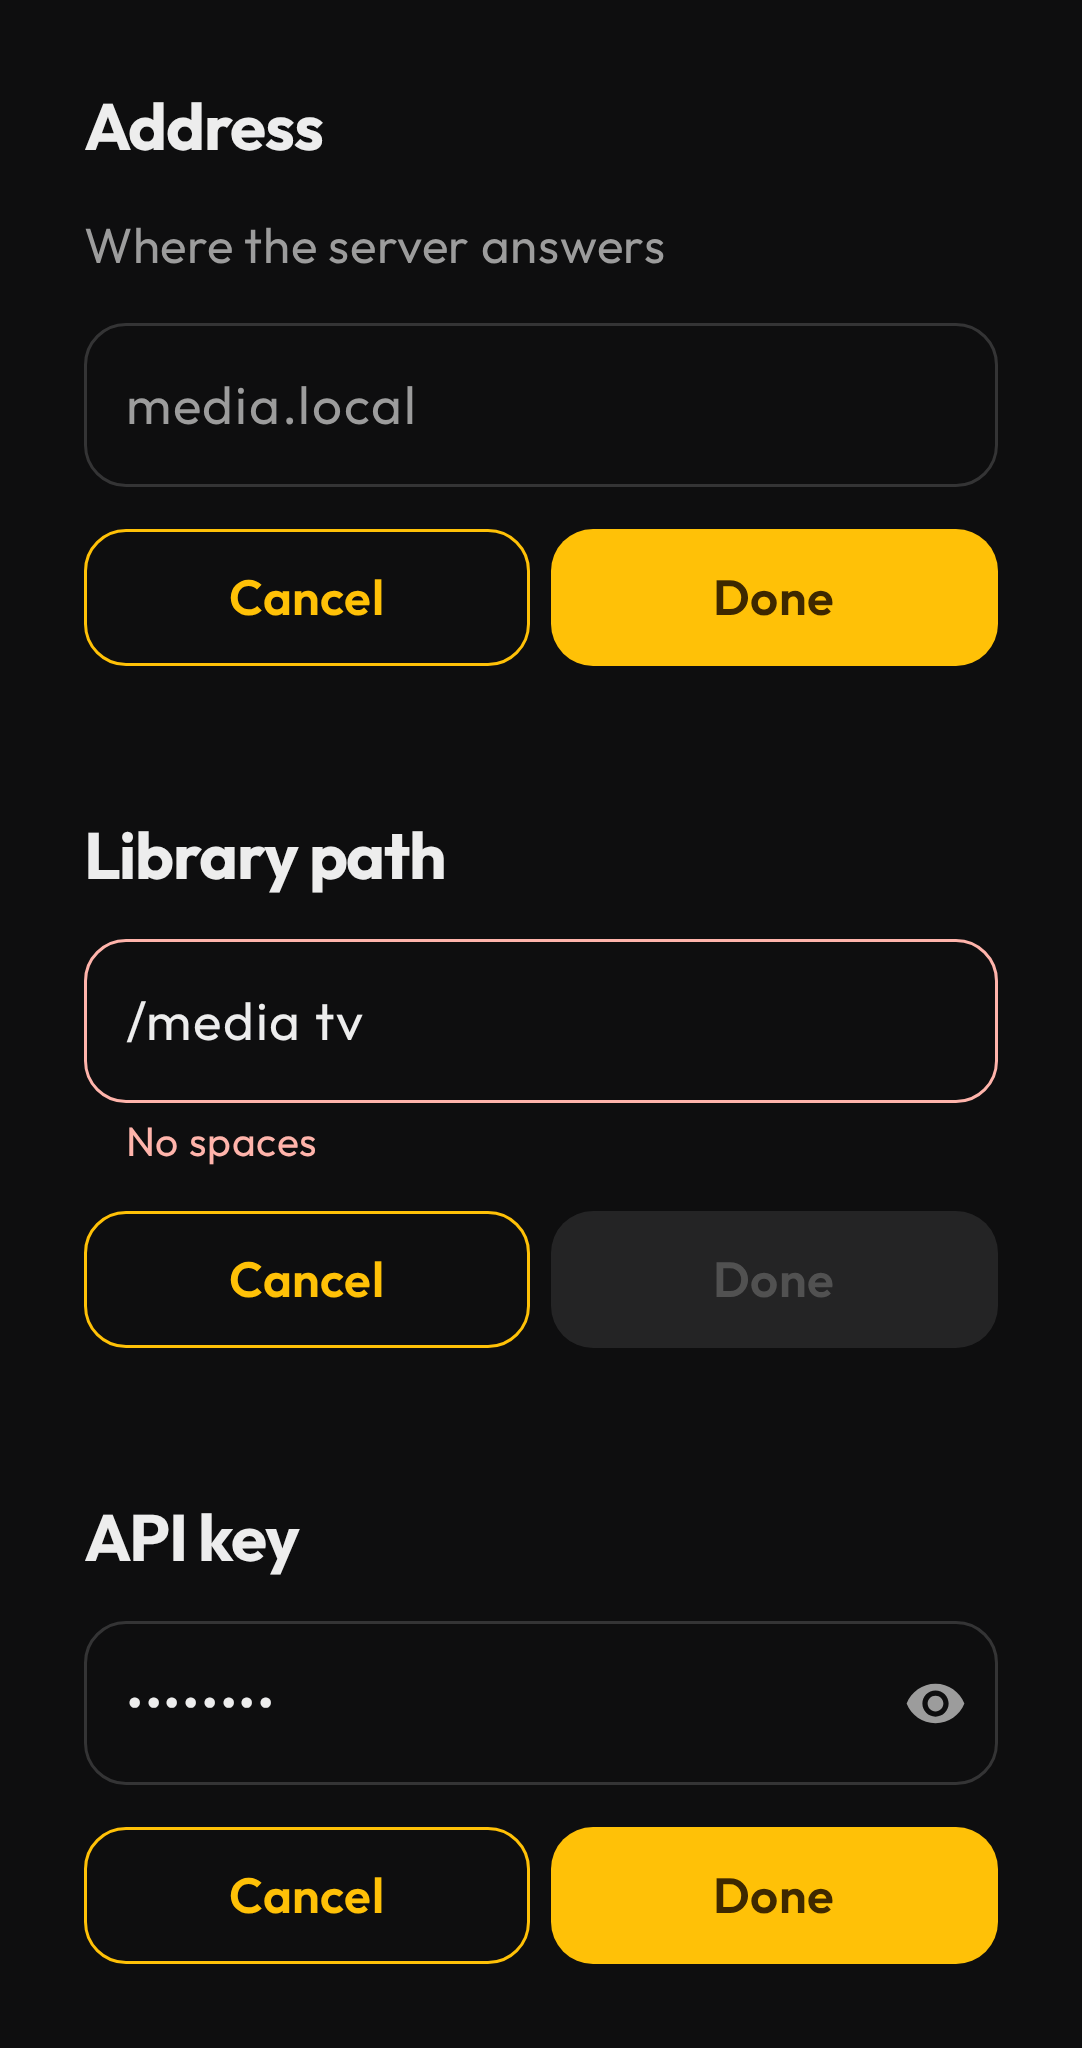 Address
Where the server answers
media.local
Cancel Done
Library path
/media tv
No spaces
Cancel Done
API key
••••••••
Cancel Done